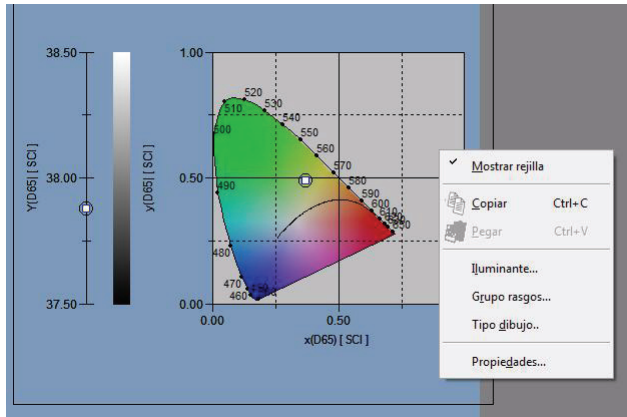 38.50
38.00
37.50
Y(D65) [ SCI ]
1.00
0.50
0.00
y(D65) [ SCI ]
0.00
0.50
x(D65) [ SCI ]
520
510
530
540
550
500
560
570
580
490
590
600
610
480
470
460
Mostrar rejilla
Copiar Ctrl+C
Pegar Ctrl+V
Iluminante...
Grupo rasgos...
Tipo dibujo..
Propiedades...